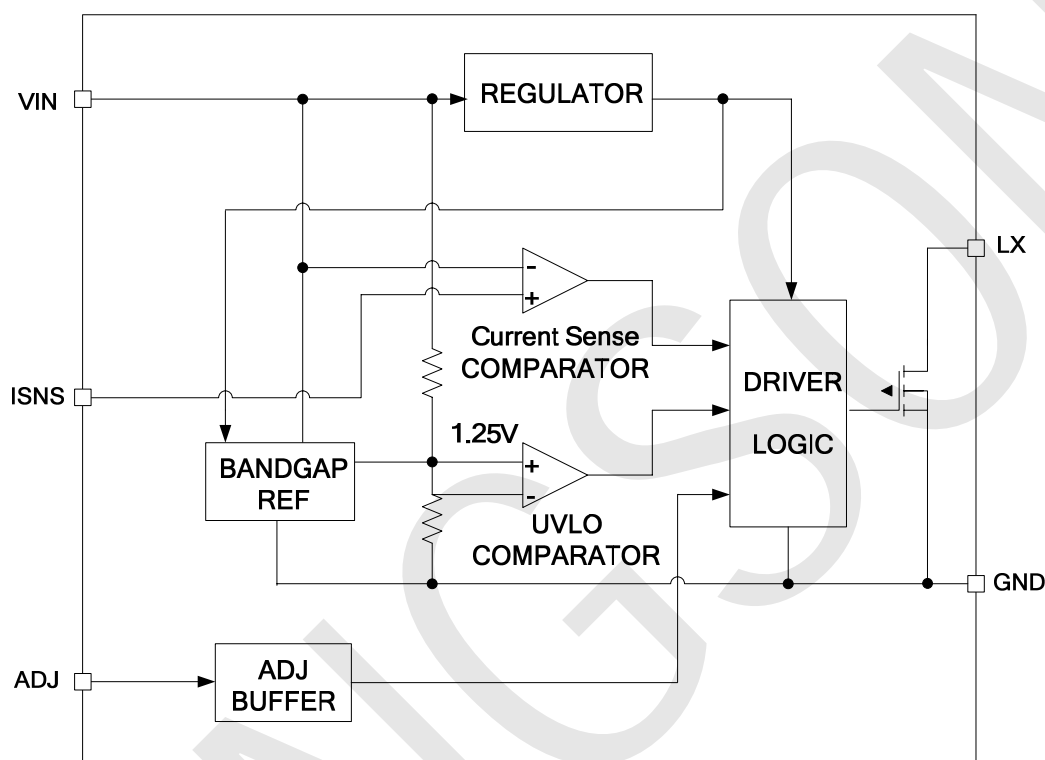 VIN
REGULATOR
LX
-
+
Current Sense
COMPARATOR
ISNS
DRIVER
LOGIC
1.25V
BANDGAP
REF
+
-
UVLO
COMPARATOR
GND
ADJ
ADJ
BUFFER